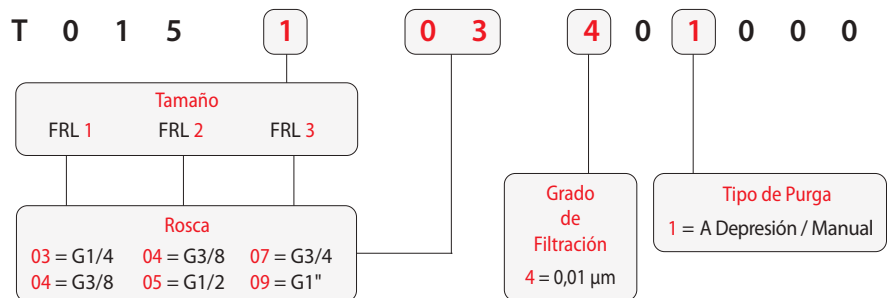 T 0 1 5 1 0 3 4 0 1 0 0 0
Tamaño
FRL 1 FRL 2 FRL 3
Rosca
03 = G1/4 04 = G3/8 07 = G3/4
04 = G3/8 05 = G1/2 09 = G1"
Grado
de
Filtración
4 = 0,01 µm
Tipo de Purga
1 = A Depresión / Manual